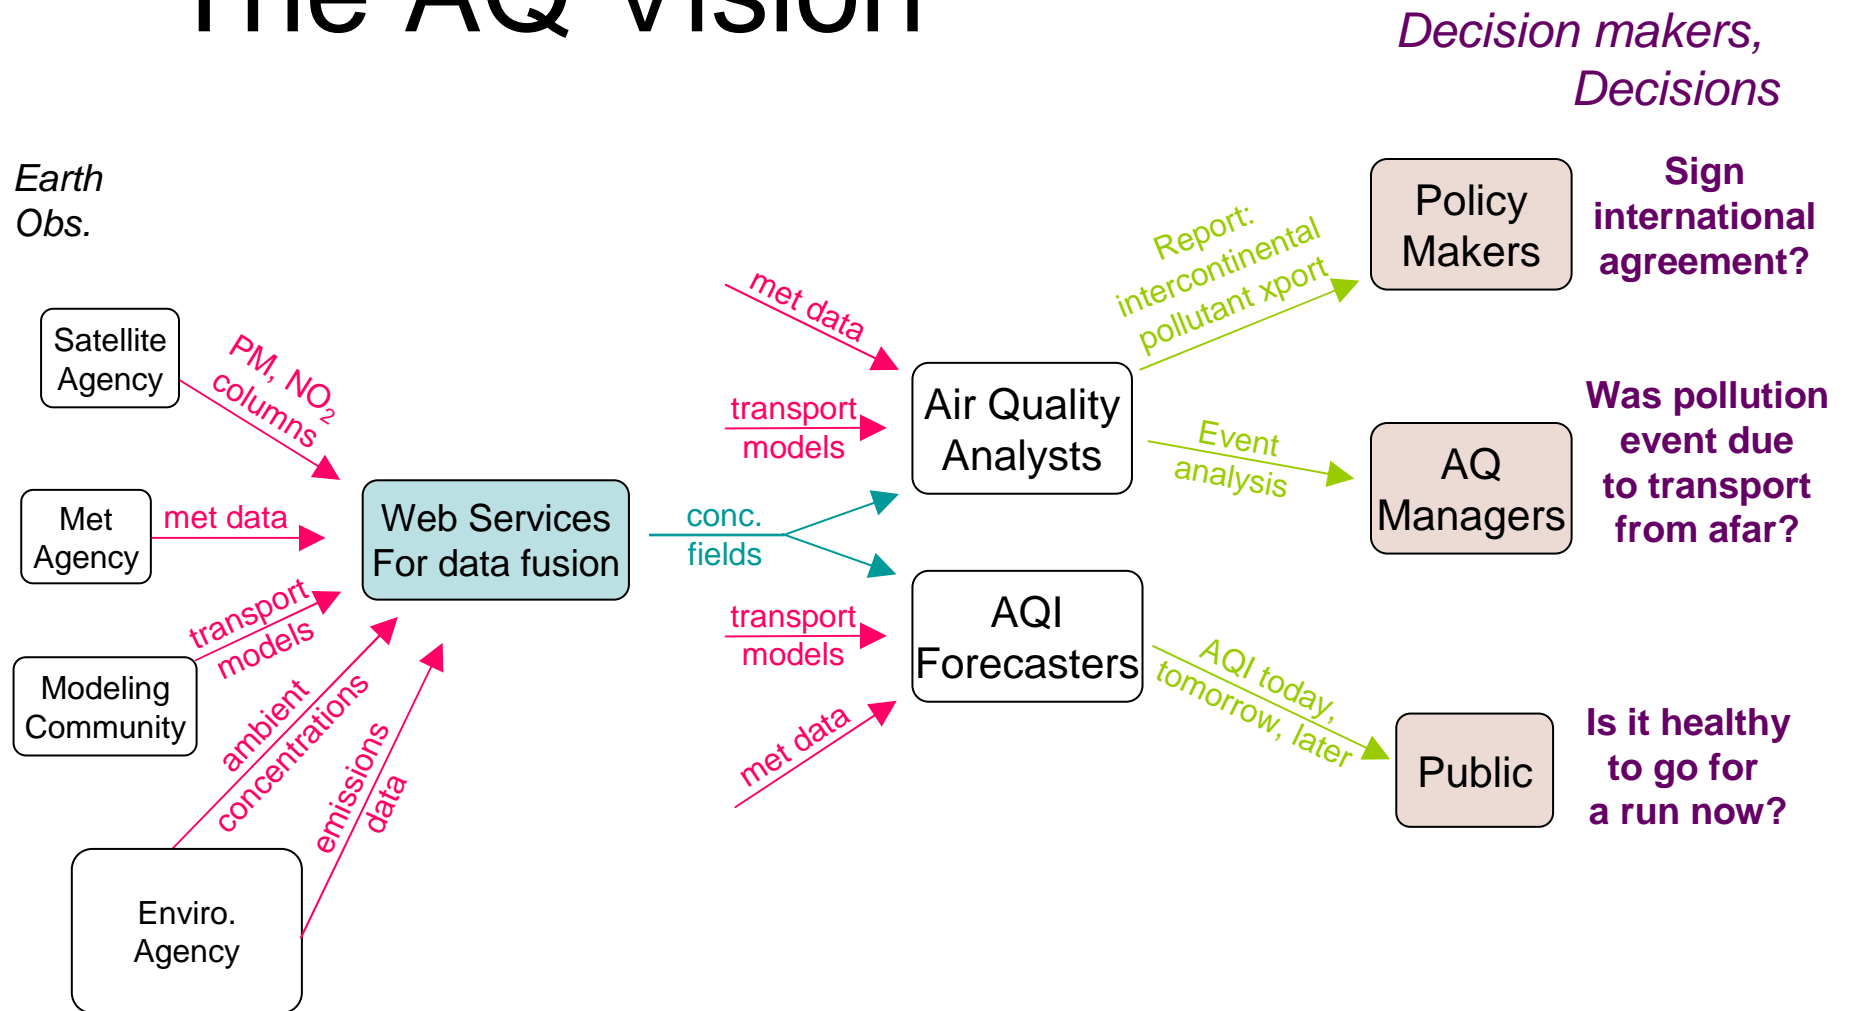 The AQ Vision
Decision makers,
Decisions
Earth
Obs.
Satellite
Agency
PM, NO₂
columns
Met
Agency
met data
Modeling
Community
transport
models
Enviro.
Agency
ambient
concentrations
emissions
data
Web Services
For data fusion
conc.
fields
met data
transport
models
Air Quality
Analysts
transport
models
met data
AQI
Forecasters
Report:
intercontinental
pollutant xport
Event
analysis
AQI today,
tomorrow, later
Policy
Makers
Sign
international
agreement?
AQ
Managers
Was pollution
event due
to transport
from afar?
Public
Is it healthy
to go for
a run now?